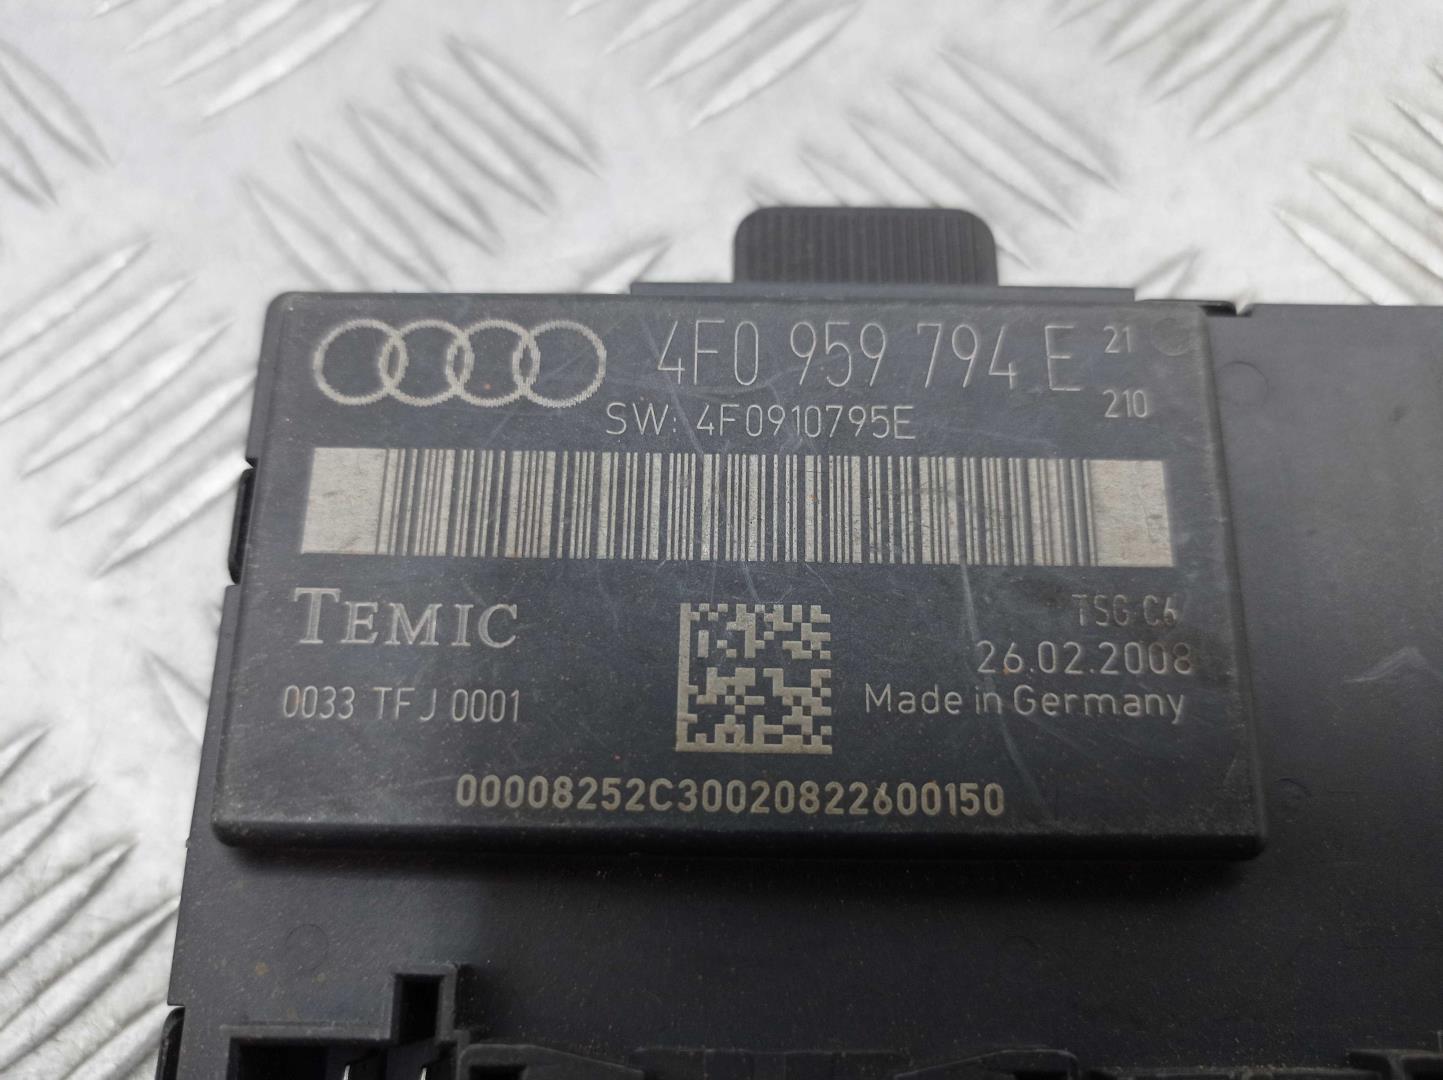 4F0 959 794 E 21
210
SW: 4F0910795E
TEMIC
TSG C6
26.02.2008
0033 TFJ 0001
Made in Germany
00008252C30020822600150